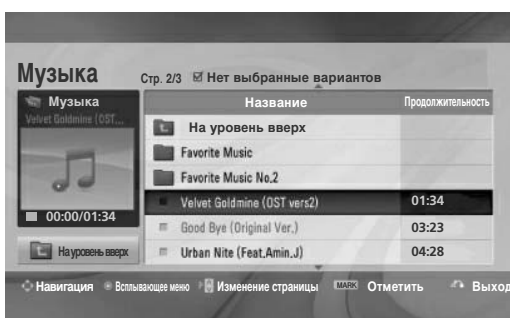 Музыка
Стр. 2/3 Нет выбранные вариантов
Музыка
Velvet Goldmine (OST...
00:00/01:34
На уровень вверх
Название Продолжительность
На уровень вверх
Favorite Music
Favorite Music No.2
Velvet Goldmine (OST vers2) 01:34
Good Bye (Original Ver.) 03:23
Urban Nite (Feat.Amin.J) 04:28
Навигация Всплывающее меню Изменение страницы MARK Отметить Выход